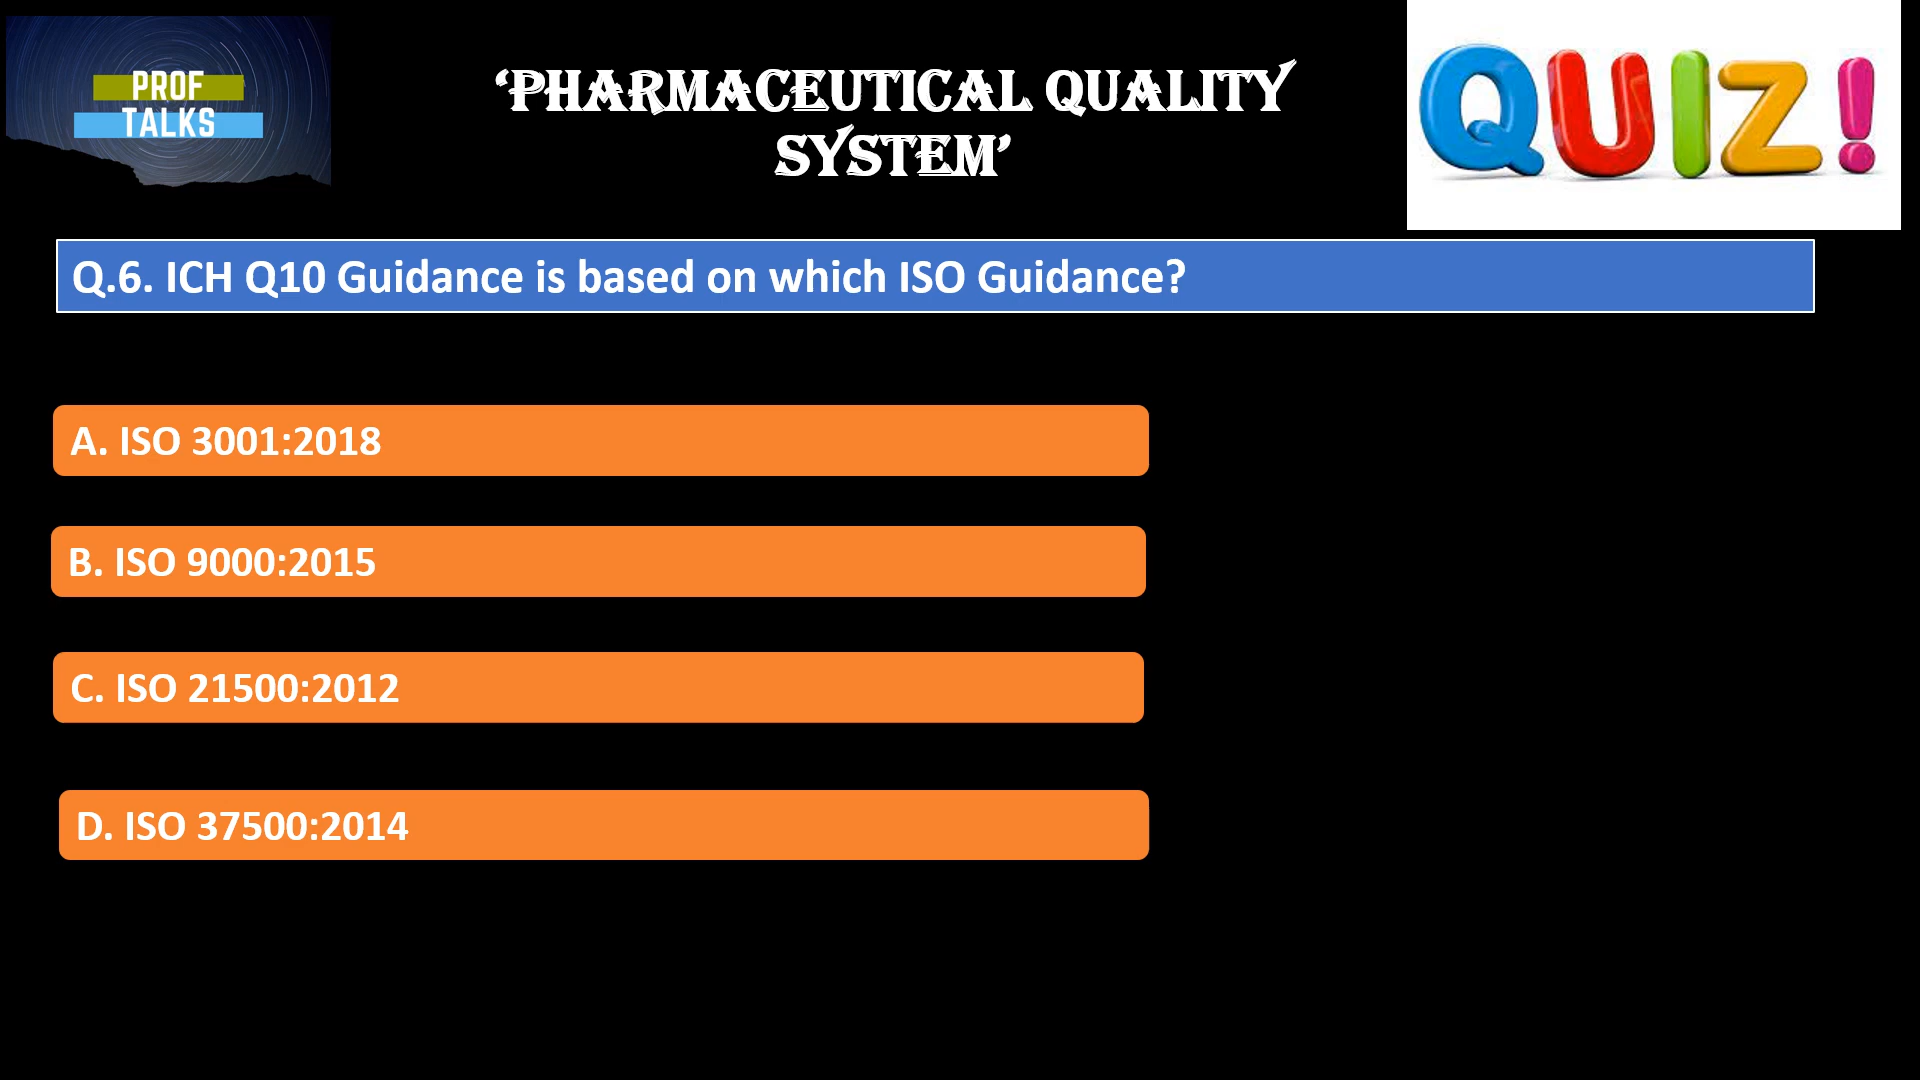 PROF
TALKS
‘PHARMACEUTICAL QUALITY
SYSTEM’
QUIZ!
Q.6. ICH Q10 Guidance is based on which ISO Guidance?
A. ISO 3001:2018
B. ISO 9000:2015
C. ISO 21500:2012
D. ISO 37500:2014